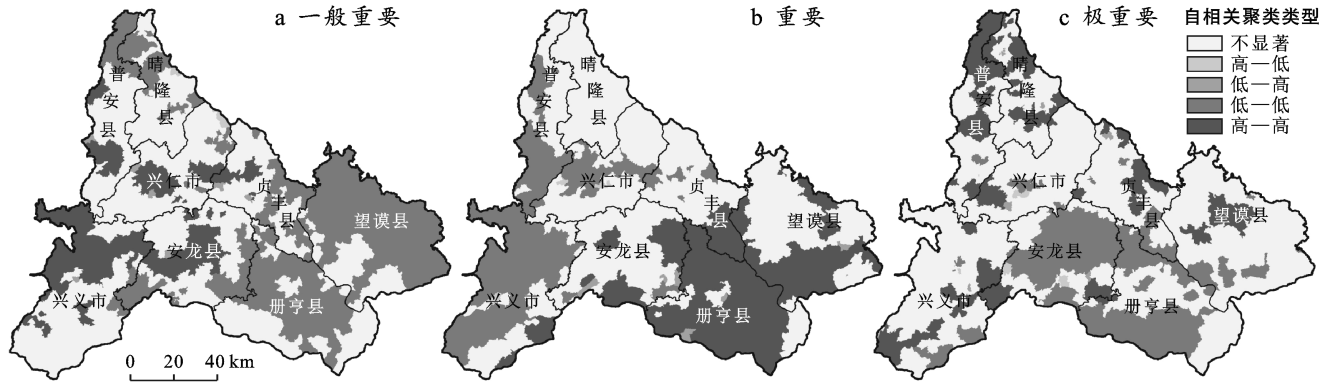 a 一般重要
普安县
晴隆县
兴仁市
贞丰县
望谟县
安龙县
册亨县
兴义市
0 20 40 km
b 重要
普安县
晴隆县
兴仁市
贞丰县
望谟县
安龙县
册亨县
兴义市
c 极重要
普安县
晴隆县
兴仁市
贞丰县
望谟县
安龙县
册亨县
兴义市
自相关聚类类型
不显著
高—低
低—高
低—低
高—高